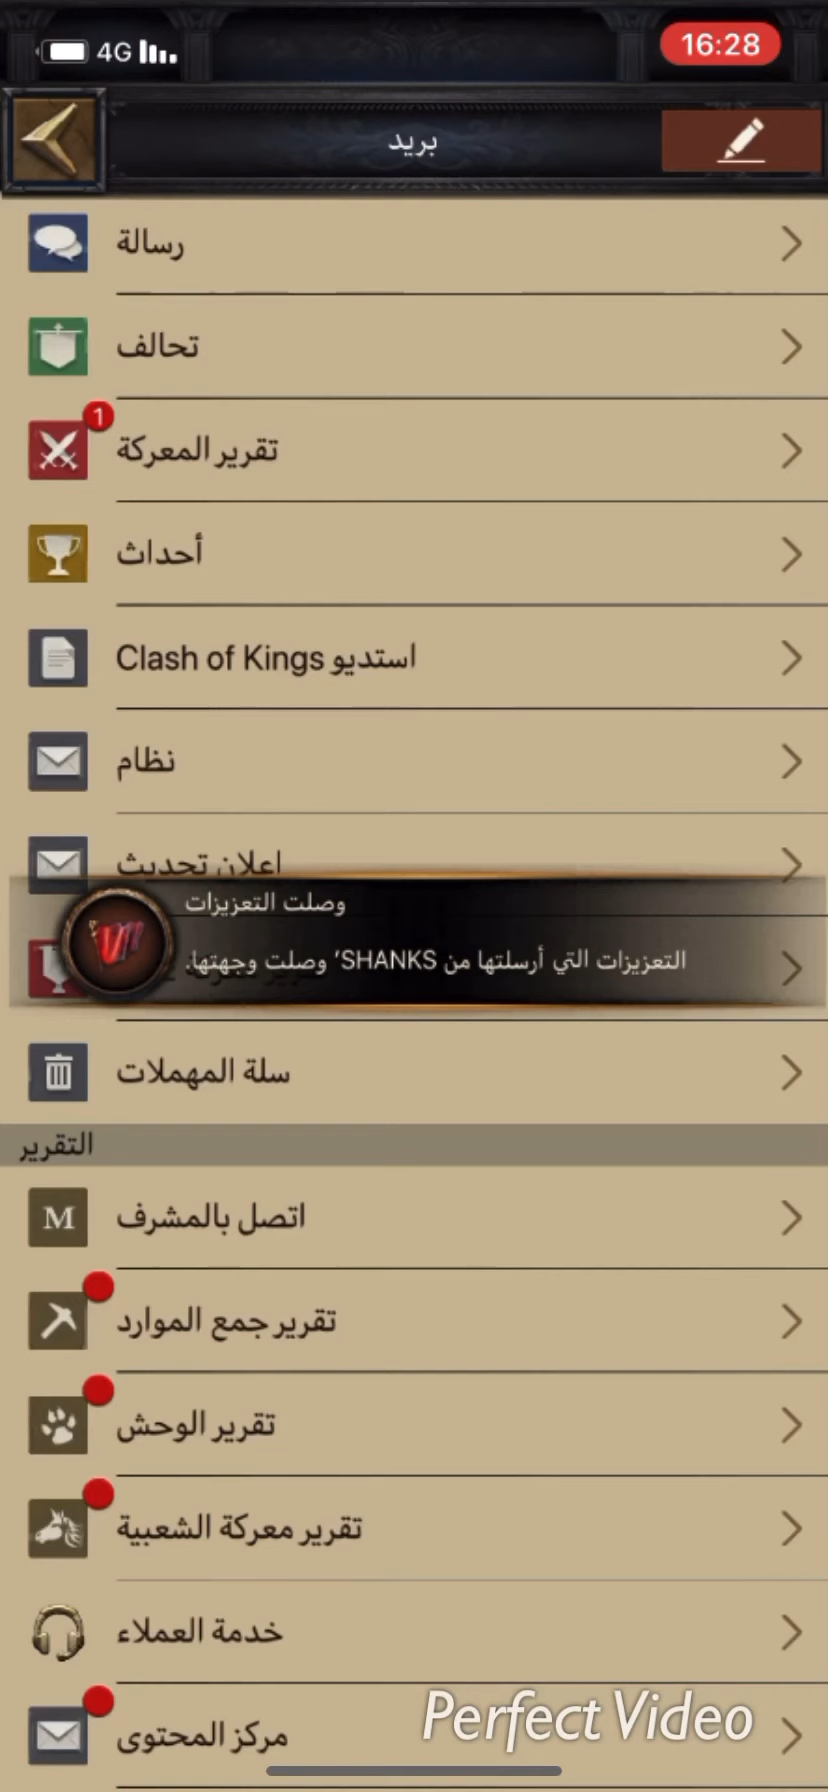 4G
16:28
بريد
رسالة
تحالف
1
تقرير المعركة
أحداث
استديو Clash of Kings
نظام
اعلان تحديث
وصلت التعزيزات
التعزيزات التي أرسلتها من SHANKS’ وصلت وجهتها.
سلة المهملات
التقرير
M
اتصل بالمشرف
تقرير جمع الموارد
تقرير الوحش
تقرير معركة الشعبية
خدمة العملاء
مركز المحتوى
Perfect Video